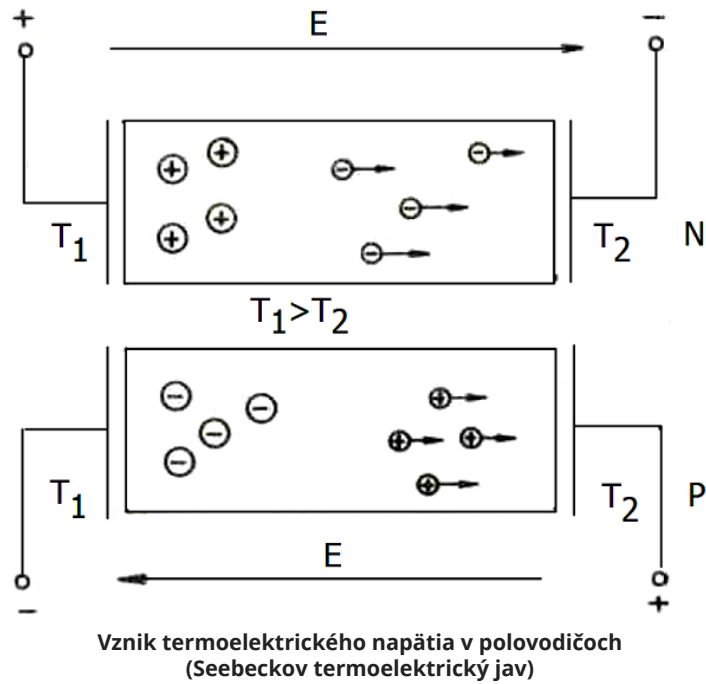 + E −
T1 T2 N
T1>T2
T1 T2 P
E
− +
Vznik termoelektrického napätia v polovodičoch
(Seebeckov termoelektrický jav)